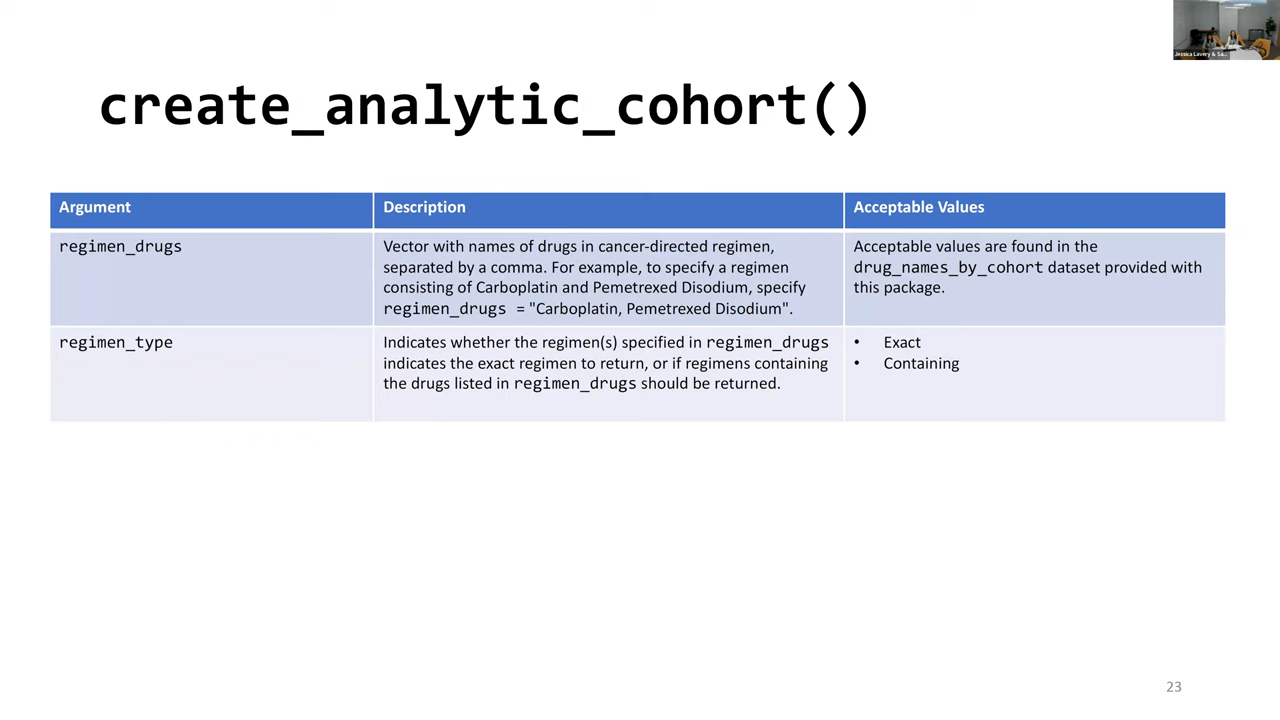 Jessica Lavery & Sa...
create_analytic_cohort()
Argument
Description
Acceptable Values
regimen_drugs
Vector with names of drugs in cancer-directed regimen,
separated by a comma. For example, to specify a regimen
consisting of Carboplatin and Pemetrexed Disodium, specify
regimen_drugs = "Carboplatin, Pemetrexed Disodium".
Acceptable values are found in the
drug_names_by_cohort dataset provided with
this package.
regimen_type
Indicates whether the regimen(s) specified in regimen_drugs
indicates the exact regimen to return, or if regimens containing
the drugs listed in regimen_drugs should be returned.
• Exact
• Containing
23